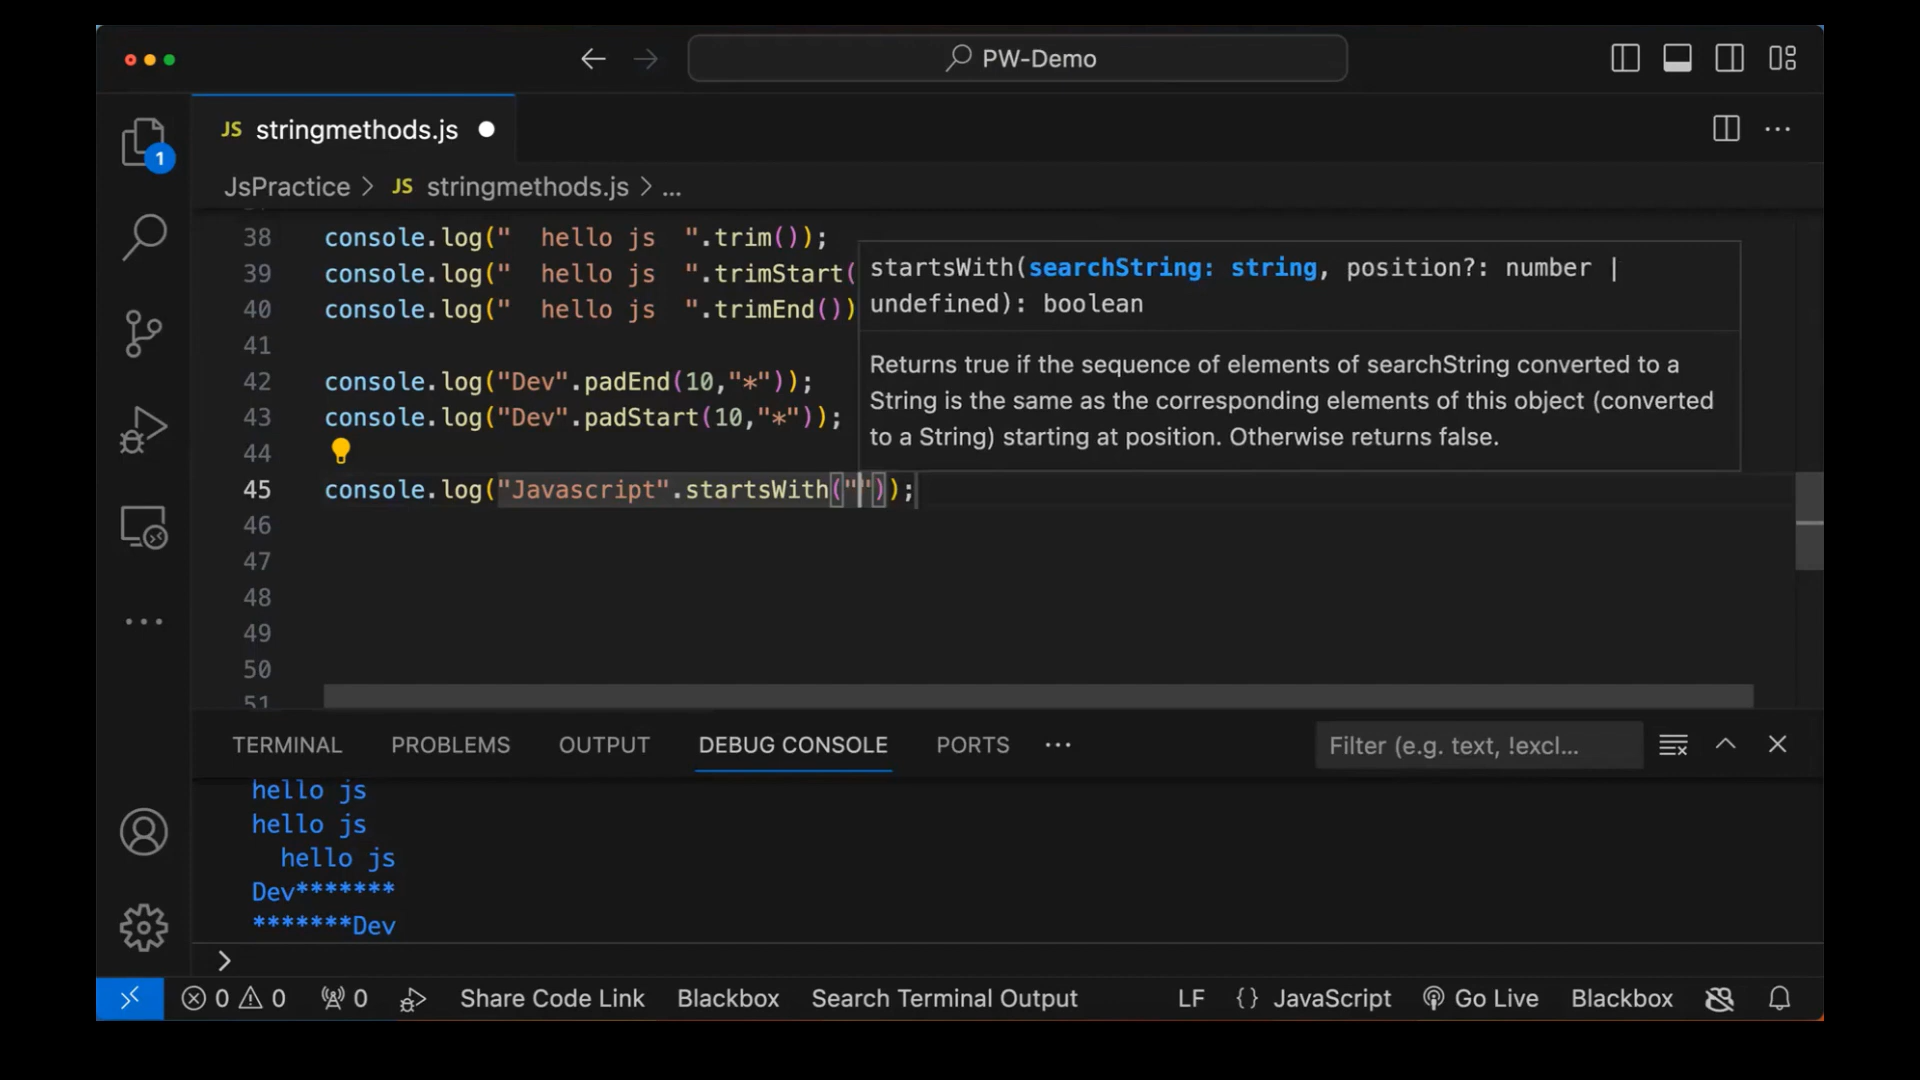 PW-Demo
JS stringmethods.js
JsPractice > JS stringmethods.js > ...
1
38 console.log("  hello js  ".trim());
39 console.log("  hello js  ".trimStart(
40 console.log("  hello js  ".trimEnd())
41
42 console.log("Dev".padEnd(10,"*"));
43 console.log("Dev".padStart(10,"*"));
44
45 console.log("Javascript".startsWith(""));
46
47
48
49
50
51
startsWith(searchString: string, position?: number |
undefined): boolean
Returns true if the sequence of elements of searchString converted to a
String is the same as the corresponding elements of this object (converted
to a String) starting at position. Otherwise returns false.
TERMINAL PROBLEMS OUTPUT DEBUG CONSOLE PORTS ... Filter (e.g. text, !excl...
hello js
hello js
  hello js
Dev*******
*******Dev
>
0 0 0 Share Code Link Blackbox Search Terminal Output LF {} JavaScript Go Live Blackbox